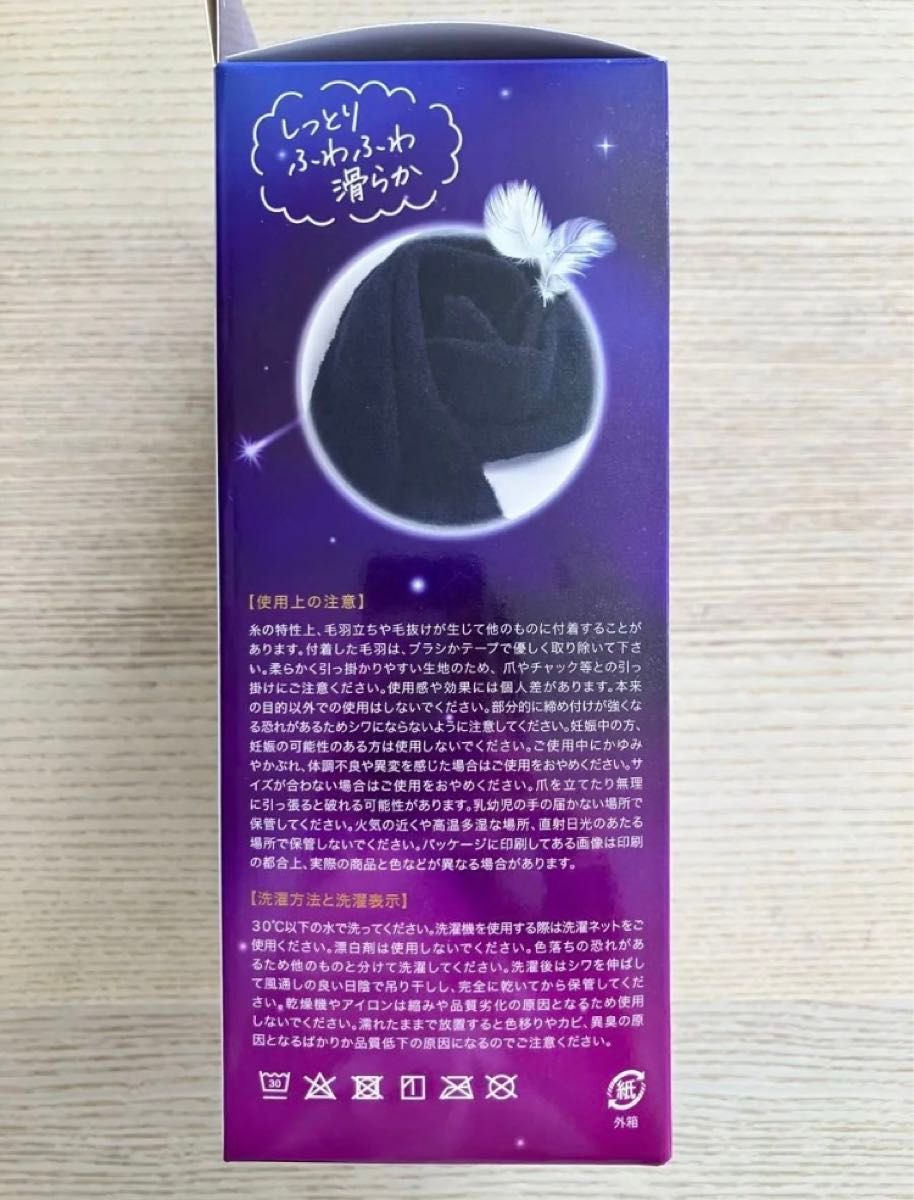 しっとり
ふわふわ
滑らか
【使用上の注意】
糸の特性上、毛羽立ちや毛抜けが生じて他のものに付着することが
あります。付着した毛羽は、ブラシかテープで優しく取り除いて下さ
い。柔らかく引っ掛かりやすい生地のため、爪やチャック等との引っ
掛けにご注意ください。使用感や効果には個人差があります。本来
の目的以外での使用はしないでください。部分的に締め付けが強くな
る恐れがあるためシワにならないように注意してください。妊娠中の方、
妊娠の可能性のある方は使用しないでください。ご使用中にかゆみ
やかぶれ、体調不良や異変を感じた場合はご使用をおやめください。サ
イズが合わない場合はご使用をおやめください。爪を立てたり無理
に引っ張ると破れる可能性があります。乳幼児の手の届かない場所で
保管してください。火気の近くや高温多湿な場所、直射日光のあたる
場所で保管しないでください。パッケージに印刷してある画像は印刷
の都合上、実際の商品と色などが異なる場合があります。
【洗濯方法と洗濯表示】
30℃以下の水で洗ってください。洗濯機を使用する際は洗濯ネットをご
使用ください。漂白剤は使用しないでください。色落ちの恐れがあ
るため他のものと分けて洗濯してください。洗濯後はシワを伸ばし
て風通しの良い日陰で吊り干しし、完全に乾いてから保管してくだ
さい。乾燥機やアイロンは縮みや品質劣化の原因となるため使用
しないでください。濡れたままで放置すると色移りやカビ、異臭の原
因となるばかりか品質低下の原因になるのでご注意ください。
30
紙
外箱